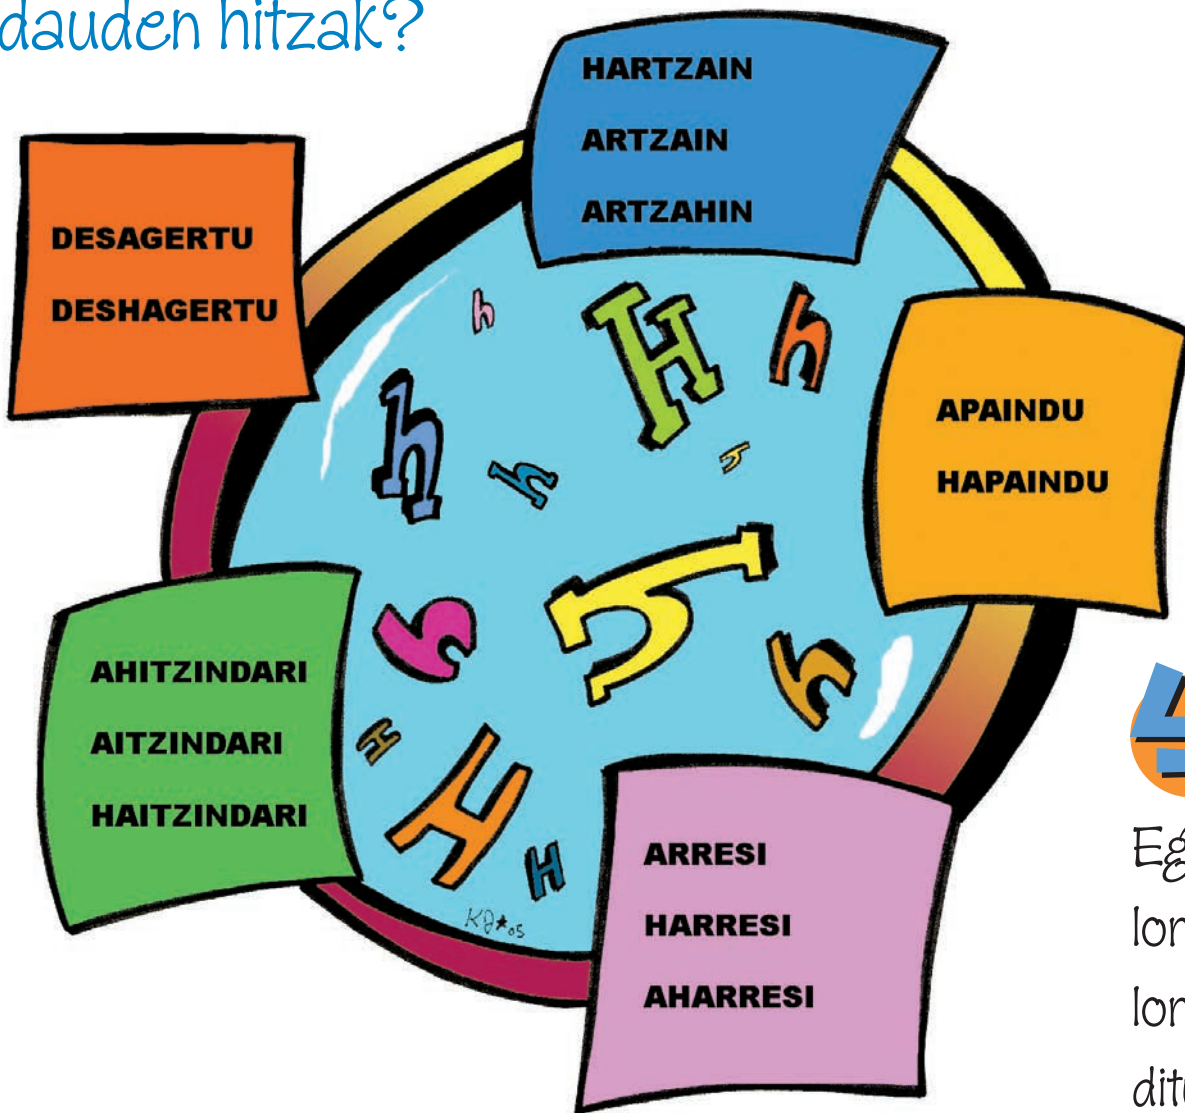 dauden hitzak?
HARTZAIN
ARTZAIN
ARTZAHIN
DESAGERTU
DESHAGERTU
APAINDU
HAPAINDU
AHITZINDARI
AITZINDARI
HAITZINDARI
ARRESI
HARRESI
AHARRESI
h
H
h
h
h
h
h
h
h
H
H
H